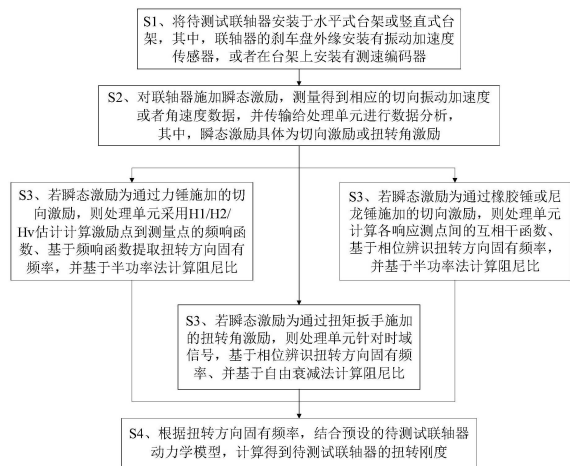 S1、将待测试联轴器安装于水平式台架或竖直式台
架，其中，联轴器的刹车盘外缘安装有振动加速度
传感器，或者在台架上安装有测速编码器
S2、对联轴器施加瞬态激励，测量得到相应的切向振动加速度
或者角速度数据，并传输给处理单元进行数据分析，
其中，瞬态激励具体为切向激励或扭转角激励
S3、若瞬态激励为通过力锤施加的切
向激励，则处理单元采用H1/H2/
Hv估计计算激励点到测量点的频响函
数、基于频响函数提取扭转方向固有
频率，并基于半功率法计算阻尼比
S3、若瞬态激励为通过橡胶锤或尼
龙锤施加的切向激励，则处理单元
计算各响应测点间的互相干函数、
基于相位辨识扭转方向固有频率，
并基于半功率法计算阻尼比
S3、若瞬态激励为通过扭矩扳手施加
的扭转角激励，则处理单元针对时域
信号，基于相位辨识扭转方向固有频
率、并基于自由衰减法计算阻尼比
S4、根据扭转方向固有频率，结合预设的待测试联轴器
动力学模型，计算得到待测试联轴器的扭转刚度